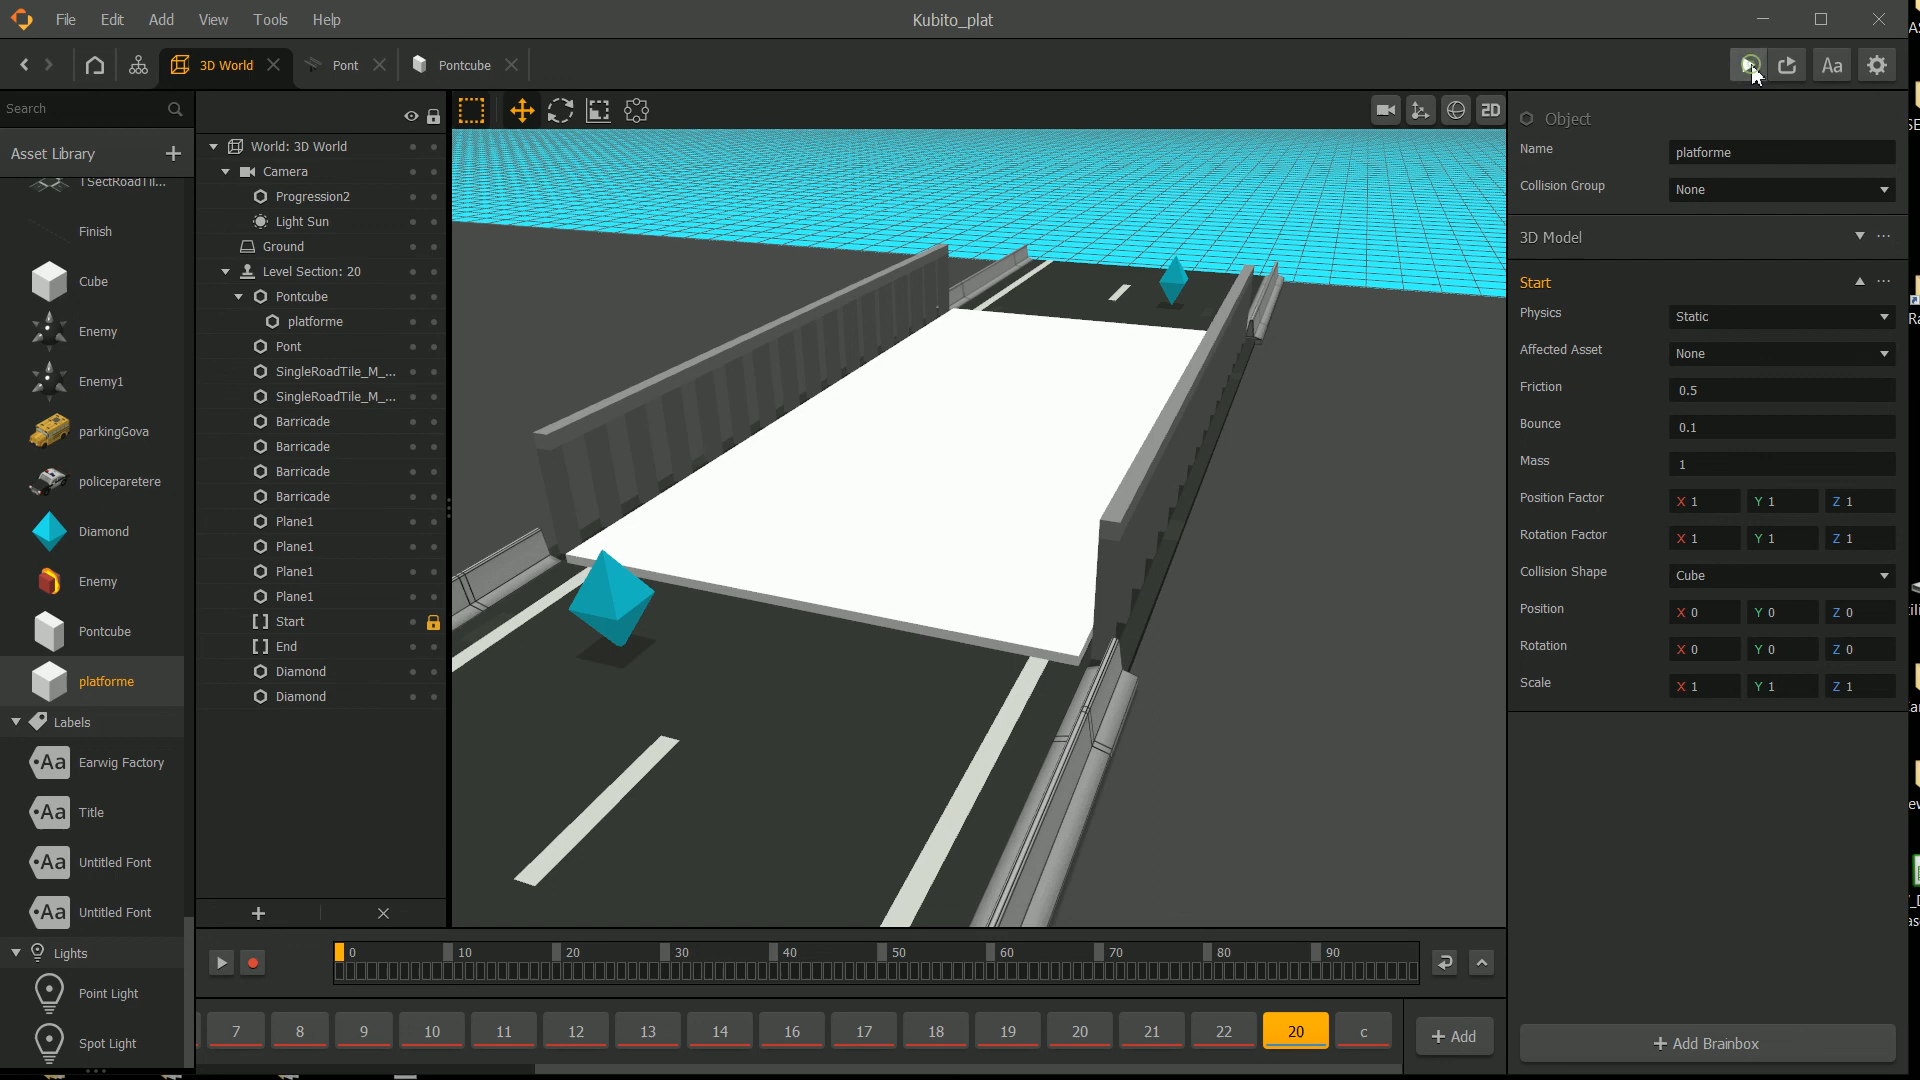 File Edit Add View Tools Help
Kubito_plat
3D World
Pont
Pontcube
Aa
Search
Asset Library
TSectRoadTil...
Finish
Cube
Enemy
Enemy1
parkingGova
policeparetere
Diamond
Enemy
Pontcube
platforme
Labels
Aa Earwig Factory
Aa Title
Aa Untitled Font
Aa Untitled Font
Lights
Point Light
Spot Light
World: 3D World
Camera
Progression2
Light Sun
Ground
Level Section: 20
Pontcube
platforme
Pont
SingleRoadTile_M_...
SingleRoadTile_M_...
Barricade
Barricade
Barricade
Barricade
Plane1
Plane1
Plane1
Plane1
Start
End
Diamond
Diamond
2D
0 10 20 30 40 50 60 70 80 90
7 8 9 10 11 12 13 14 16 17 18 19 20 21 22 20 c
+ Add
Object
Name platforme
Collision Group None
3D Model
Start
Physics Static
Affected Asset None
Friction 0.5
Bounce 0.1
Mass 1
Position Factor X 1 Y 1 Z 1
Rotation Factor X 1 Y 1 Z 1
Collision Shape Cube
Position X 0 Y 0 Z 0
Rotation X 0 Y 0 Z 0
Scale X 1 Y 1 Z 1
+ Add Brainbox